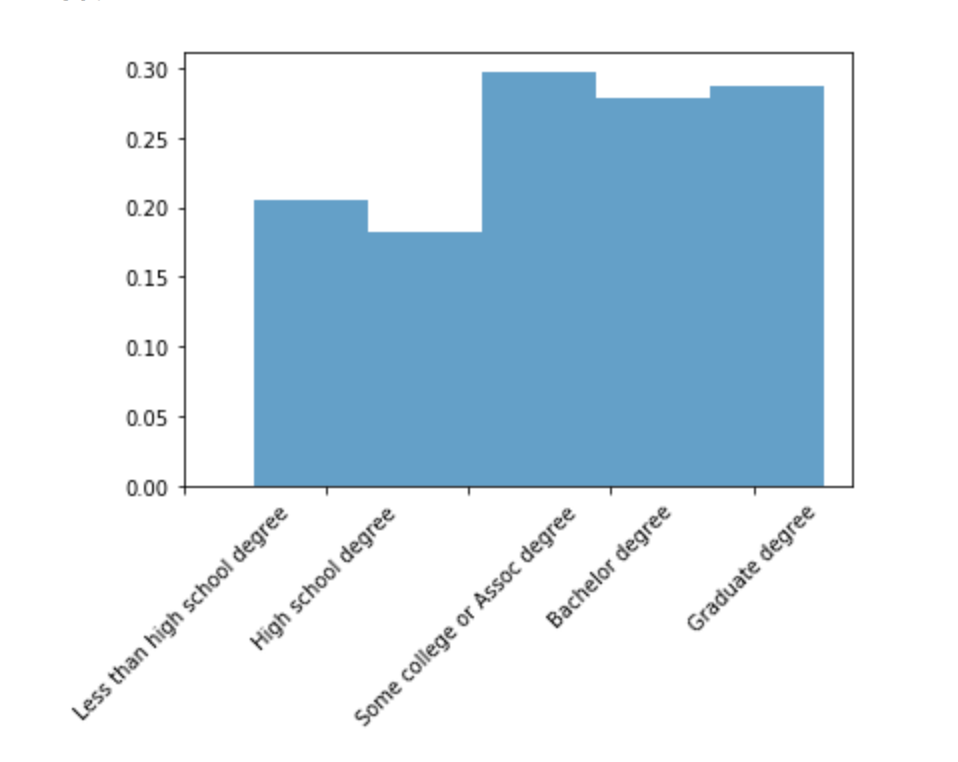 0.30
0.25
0.20
0.15
0.10
0.05
0.00
Less than high school degree
High school degree
Some college or Assoc degree
Bachelor degree
Graduate degree